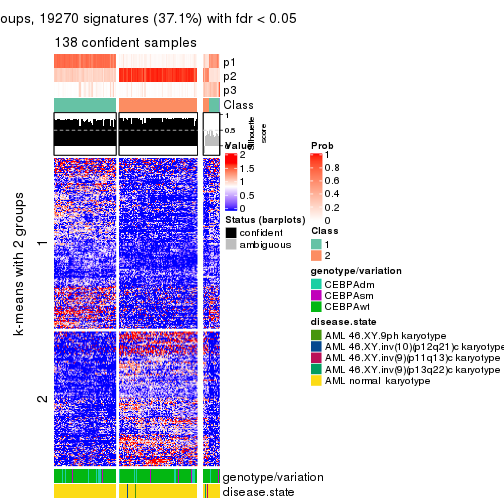 oups, 19270 signatures (37.1%) with fdr < 0.05
138 confident samples
p1
p2
p3
Class
1
0.5
0
Silhouette
score
k-means with 2 groups
1
2
Value
2
1.5
1
0.5
0
Status (barplots)
confident
ambiguous
Prob
1
0.8
0.6
0.4
0.2
0
Class
1
2
genotype/variation
CEBPAdm
CEBPAsm
CEBPAwt
disease.state
AML 46.XY.9ph karyotype
AML 46.XY.inv(10)(p12q21)c karyotype
AML 46.XY.inv(9)(p11q13)c karyotype
AML 46.XY.inv(9)(p13q22)c karyotype
AML normal karyotype
genotype/variation
disease.state